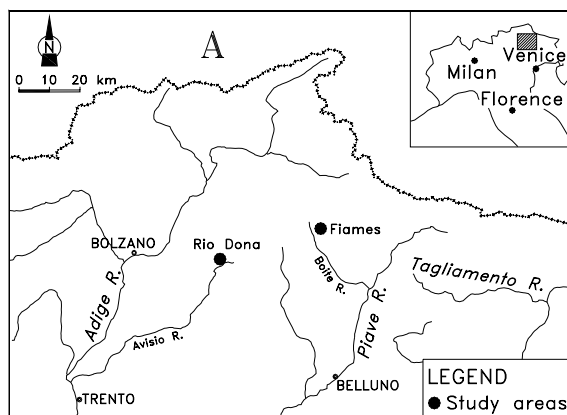 A
N
0 10 20 km
Venice
Milan
Florence
Fiames
BOLZANO
Rio Dona
Boite R.
Tagliamento R.
Adige R.
Avisio R.
Piave R.
TRENTO
BELLUNO
LEGEND
Study areas